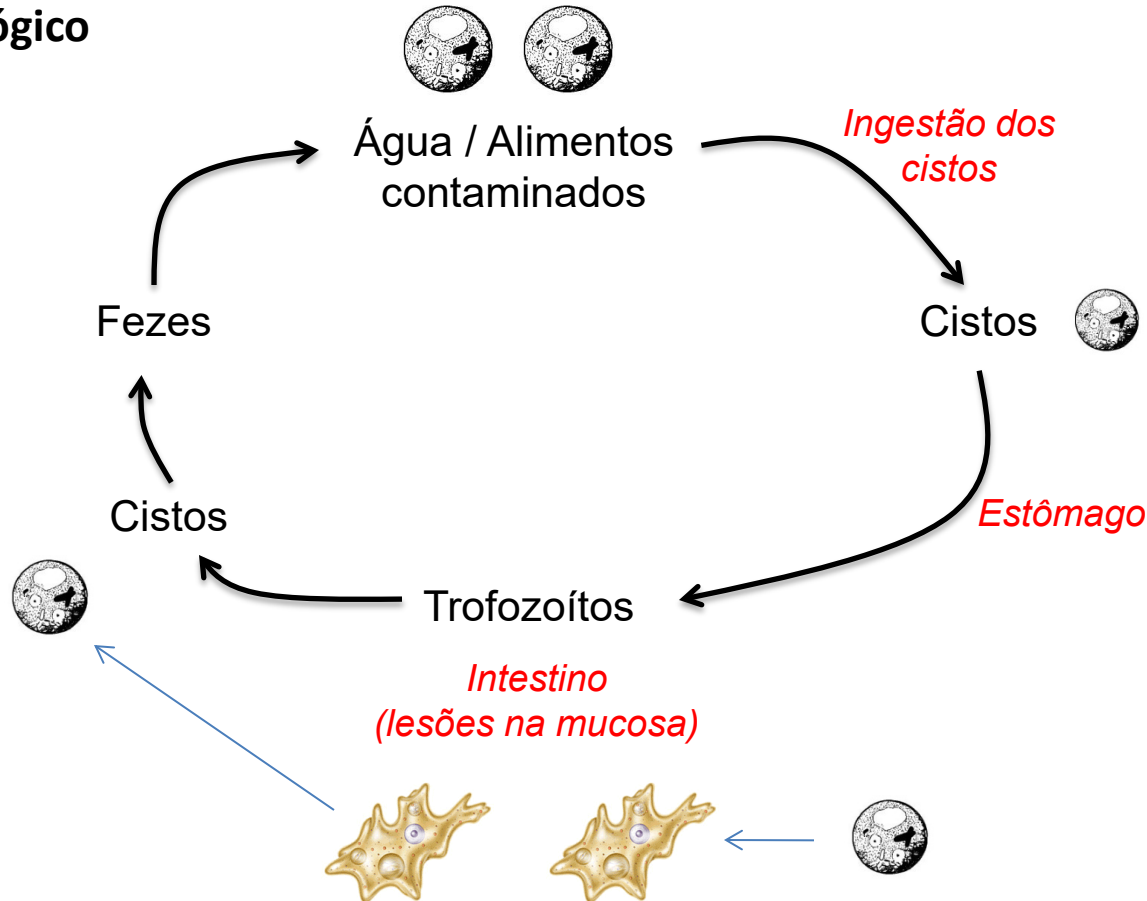 ógico
Água / Alimentos
contaminados
Ingestão dos
cistos
Cistos
Estômago
Trofozoítos
Intestino
(lesões na mucosa)
Cistos
Fezes